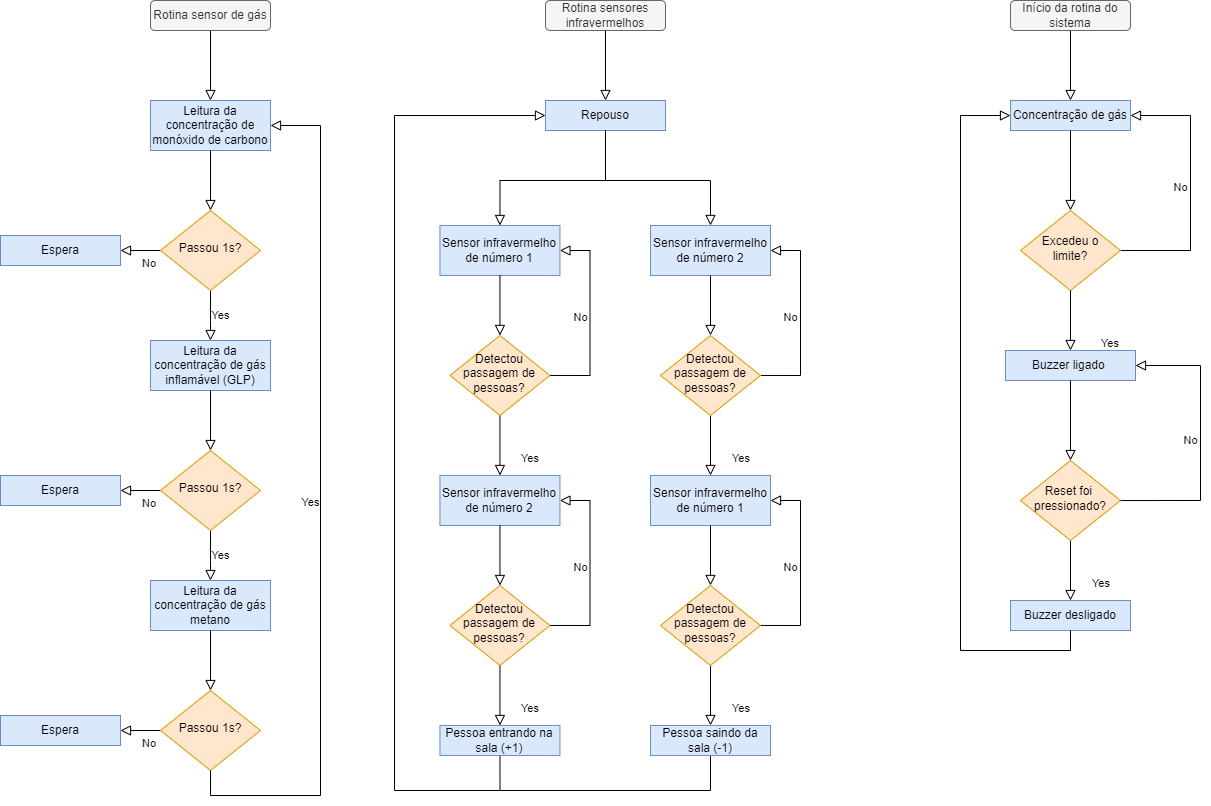 Rotina sensor de gás
Leitura da
concentração de
monóxido de carbono
Passou 1s?
Espera
No
Yes
Leitura da
concentração de gás
inflamável (GLP)
Passou 1s?
Espera
No
Yes
Yes
Leitura da
concentração de gás
metano
Passou 1s?
Espera
No
Rotina sensores
infravermelhos
Repouso
Sensor infravermelho
de número 1
No
Detectou
passagem de
pessoas?
Yes
Sensor infravermelho
de número 2
No
Detectou
passagem de
pessoas?
Yes
Pessoa entrando na
sala (+1)
Sensor infravermelho
de número 2
No
Detectou
passagem de
pessoas?
Yes
Sensor infravermelho
de número 1
No
Detectou
passagem de
pessoas?
Yes
Pessoa saindo da
sala (-1)
Início da rotina do
sistema
Concentração de gás
No
Excedeu o
limite?
Yes
Buzzer ligado
No
Reset foi
pressionado?
Yes
Buzzer desligado